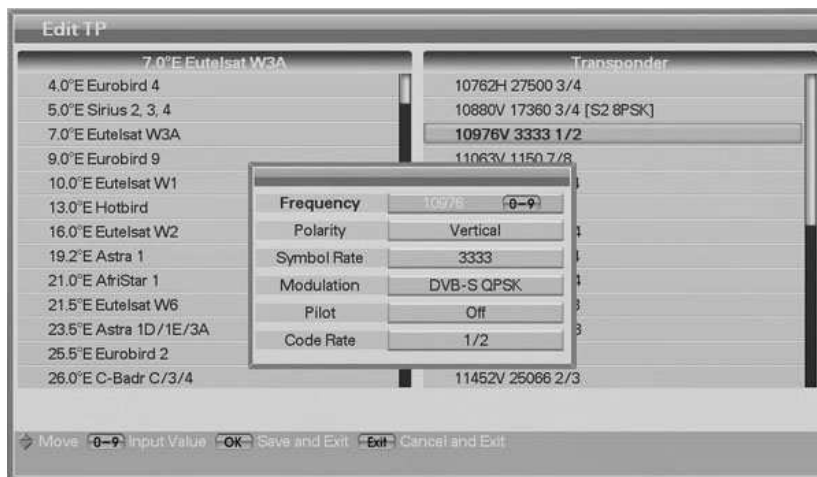 Edit TP
7.0°E Eutelsat W3A
4.0°E Eurobird 4
5.0°E Sirius 2, 3, 4
7.0°E Eutelsat W3A
9.0°E Eurobird 9
10.0°E Eutelsat W1
13.0°E Hotbird
16.0°E Eutelsat W2
19.2°E Astra 1
21.0°E AfriStar 1
21.5°E Eutelsat W6
23.5°E Astra 1D/1E/3A
25.5°E Eurobird 2
26.0°E C-Badr C/3/4
Transponder
10762H 27500 3/4
10880V 17360 3/4 [S2 8PSK]
10976V 3333 1/2
11063V 1150 7/8
11452V 25066 2/3
Frequency 10976 0-9
Polarity Vertical
Symbol Rate 3333
Modulation DVB-S QPSK
Pilot Off
Code Rate 1/2
Move 0-9 Input Value OK Save and Exit Exit Cancel and Exit